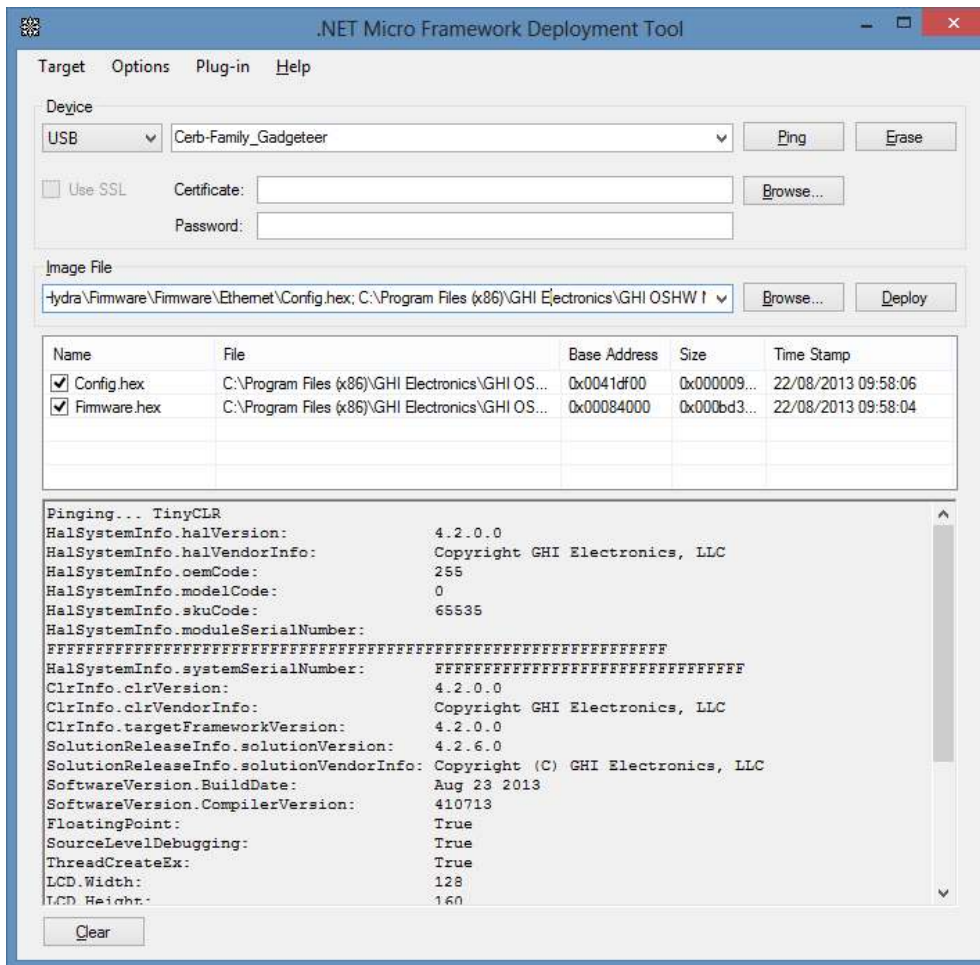 .NET Micro Framework Deployment Tool
Target Options Plug-in Help
Device
USB Cerb-Family_Gadgeteer Ping Erase
Use SSL Certificate: Browse...
Password:
Image File
Hydra\Firmware\Firmware\Ethernet\Config.hex; C:\Program Files (x86)\GHI Electronics\GHI OSHW Browse... Deploy
Name File Base Address Size Time Stamp
Config.hex C:\Program Files (x86)\GHI Electronics\GHI OS... 0x0041df00 0x000009... 22/08/2013 09:58:06
Firmware.hex C:\Program Files (x86)\GHI Electronics\GHI OS... 0x00084000 0x000bd3... 22/08/2013 09:58:04
Pinging... TinyCLR
HalSystemInfo.halVersion: 4.2.0.0
HalSystemInfo.halVendorInfo: Copyright GHI Electronics, LLC
HalSystemInfo.oemCode: 255
HalSystemInfo.modelCode: 0
HalSystemInfo.skuCode: 65535
HalSystemInfo.moduleSerialNumber:
FFFFFFFFFFFFFFFFFFFFFFFFFFFFFFFFFFFFFFFFFFFFFFFFFFFFFFFFFFFFFFFF
HalSystemInfo.systemSerialNumber: FFFFFFFFFFFFFFFFFFFFFFFFFFFFFFFF
ClrInfo.clrVersion: 4.2.0.0
ClrInfo.clrVendorInfo: Copyright GHI Electronics, LLC
ClrInfo.targetFrameworkVersion: 4.2.0.0
SolutionReleaseInfo.solutionVersion: 4.2.6.0
SolutionReleaseInfo.solutionVendorInfo: Copyright (C) GHI Electronics, LLC
SoftwareVersion.BuildDate: Aug 23 2013
SoftwareVersion.CompilerVersion: 410713
FloatingPoint: True
SourceLevelDebugging: True
ThreadCreateEx: True
LCD.Width: 128
LCD.Height: 160
Clear